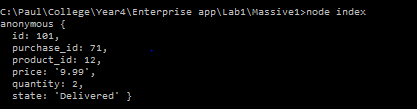 C:\Paul\College\Year4\Enterprise app\Lab1\Massive1>node index
anonymous {
  id: 101,
  purchase_id: 71,
  product_id: 12,
  price: '9.99',
  quantity: 2,
  state: 'Delivered' }